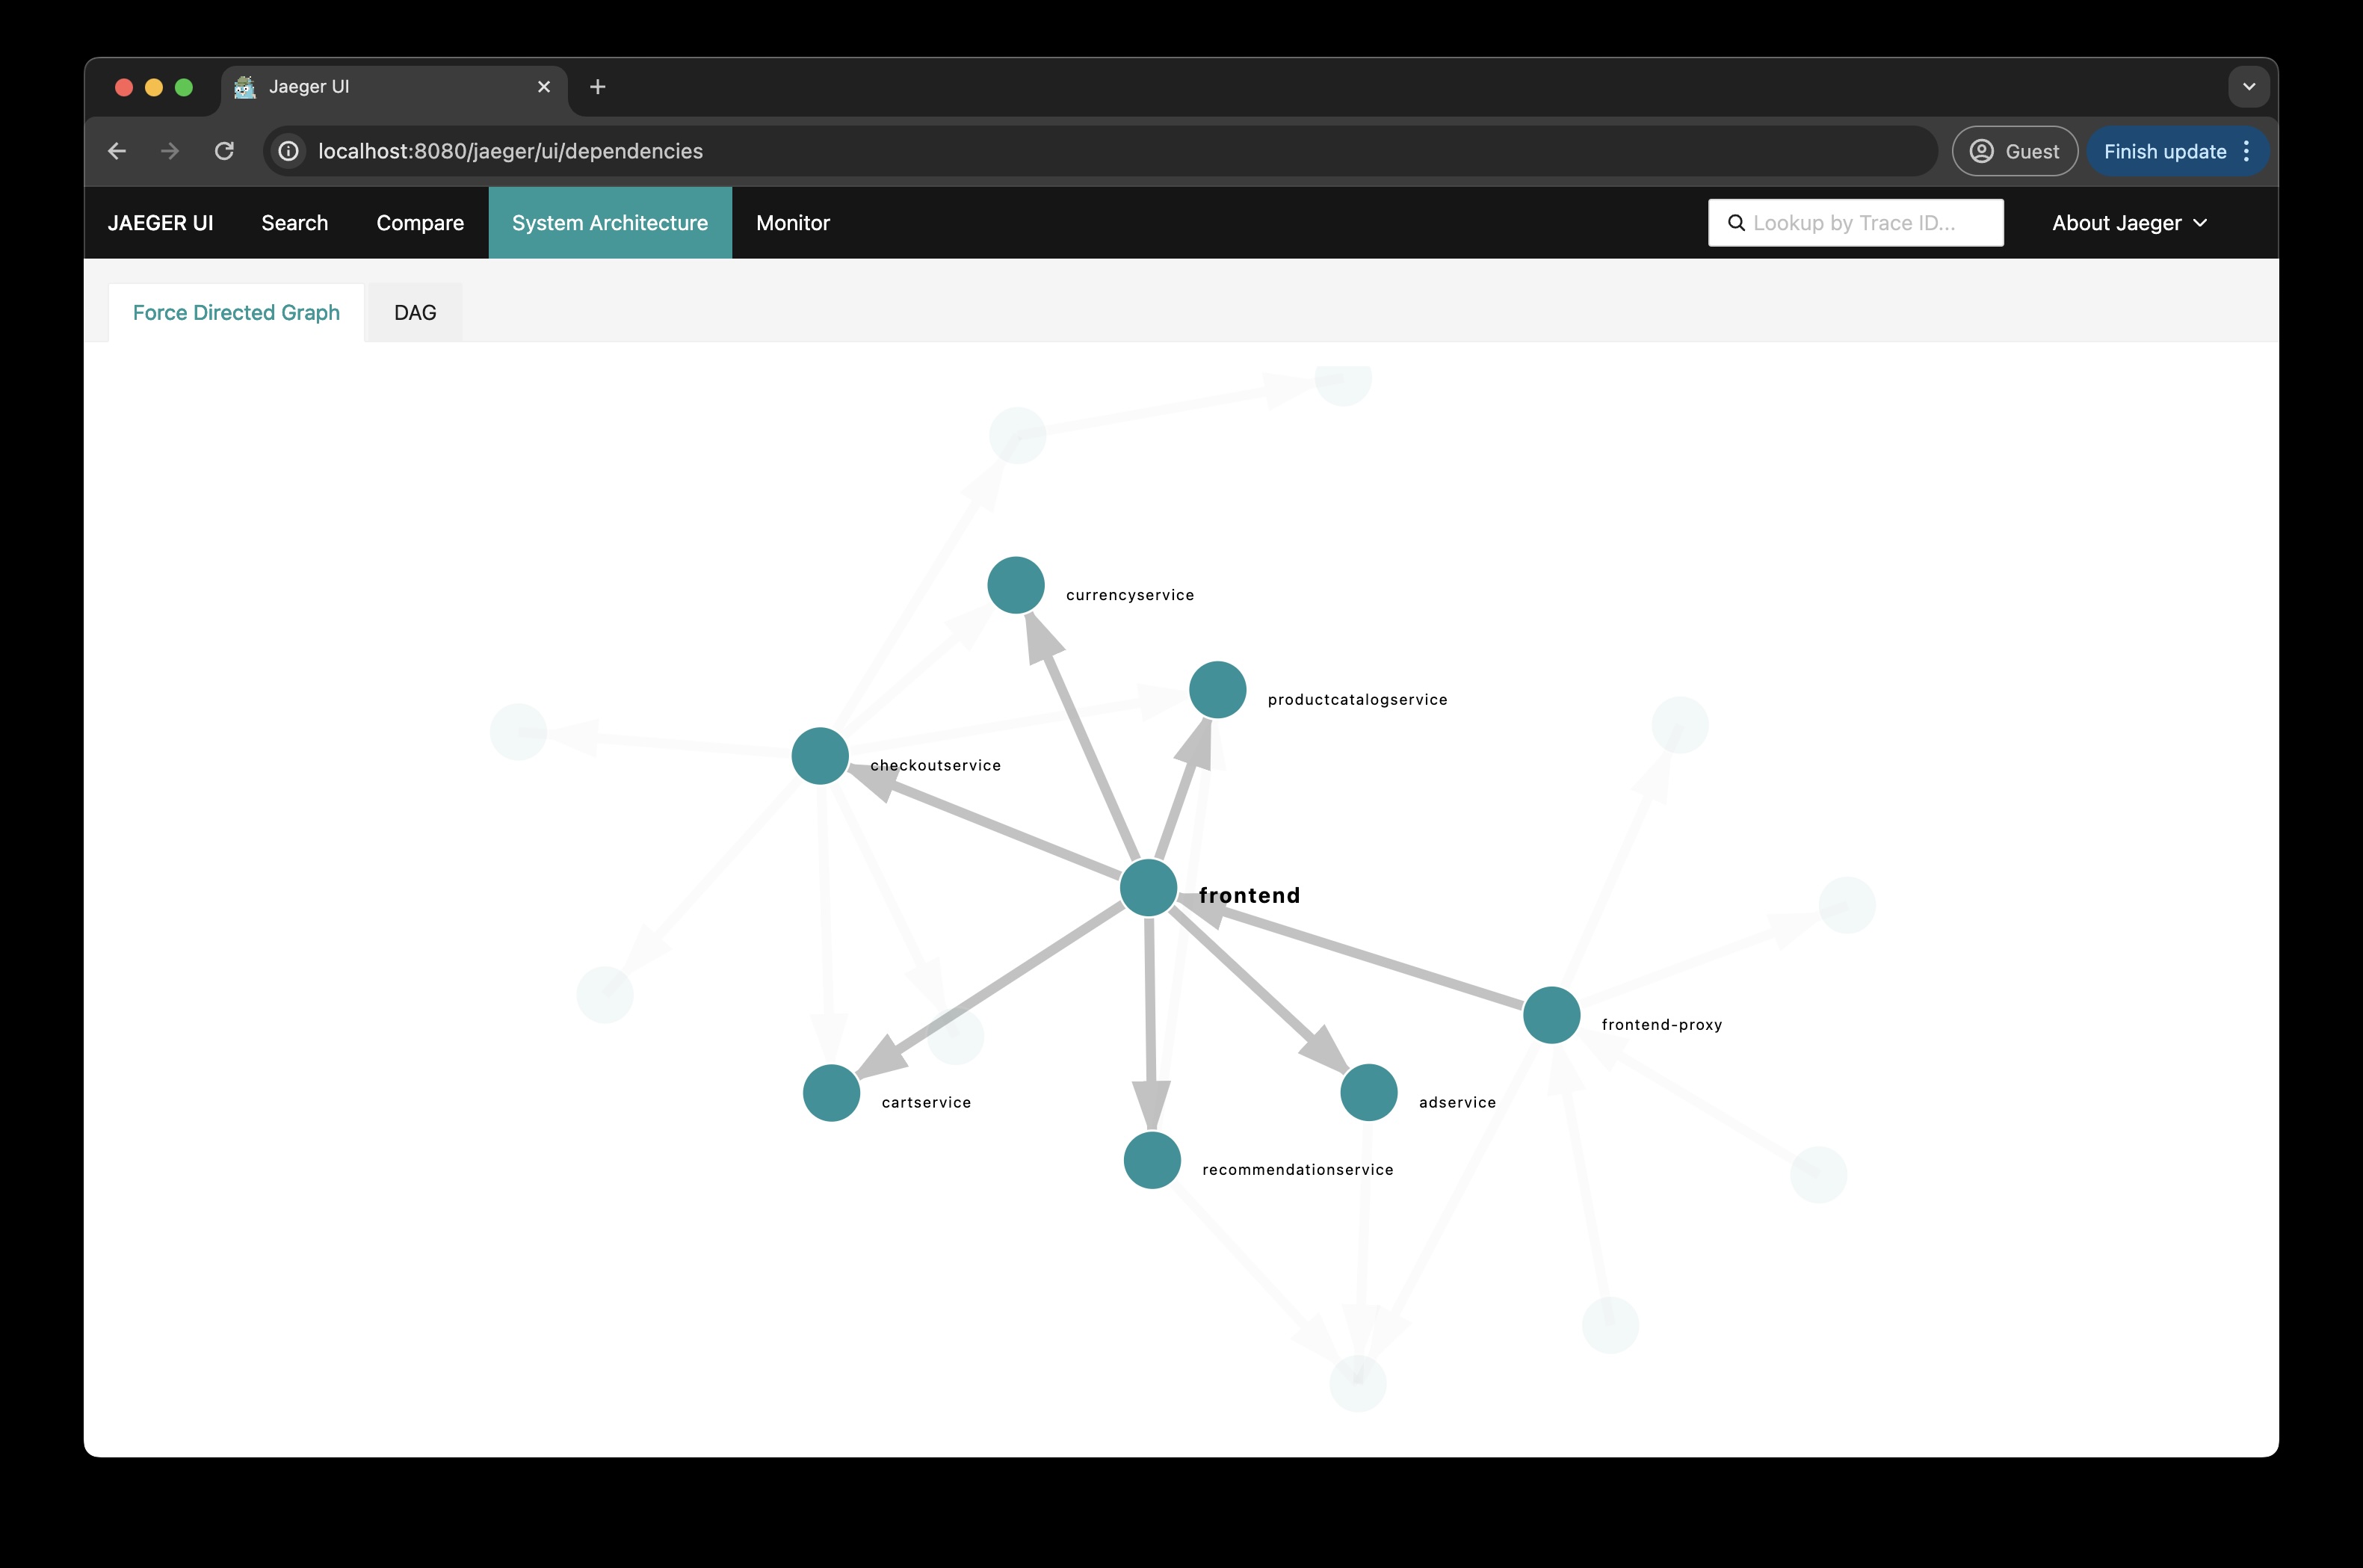 Jaeger UI
localhost:8080/jaeger/ui/dependencies
Guest
Finish update
JAEGER UI
Search
Compare
System Architecture
Monitor
Lookup by Trace ID...
About Jaeger
Force Directed Graph
DAG
currencyservice
productcatalogservice
checkoutservice
frontend
frontend-proxy
cartservice
adservice
recommendationservice